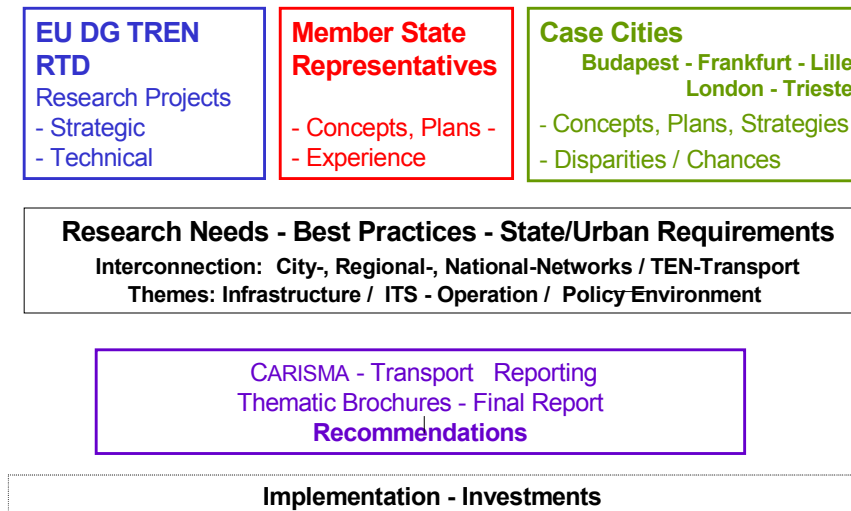 EU DG TREN
RTD
Research Projects
- Strategic
- Technical
Member State
Representatives
- Concepts, Plans -
- Experience
Case Cities
Budapest - Frankfurt - Lille
London - Trieste
- Concepts, Plans, Strategies
- Disparities / Chances
Research Needs - Best Practices - State/Urban Requirements
Interconnection: City-, Regional-, National-Networks / TEN-Transport
Themes: Infrastructure / ITS - Operation / Policy Environment
CARISMA - Transport Reporting
Thematic Brochures - Final Report
Recommendations
Implementation - Investments